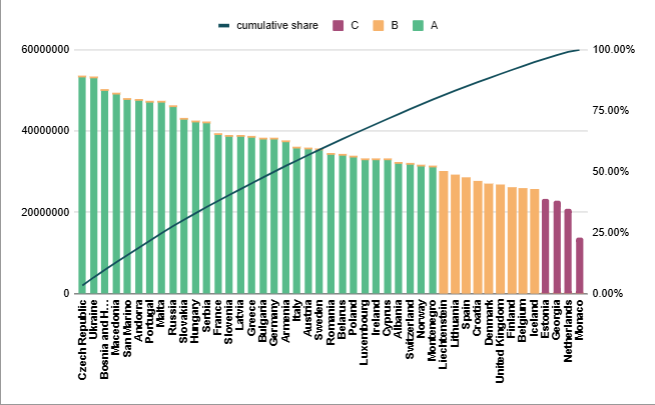 cumulative share
C
B
A
60000000
40000000
20000000
0
100.00%
75.00%
50.00%
25.00%
0.00%
Czech Republic
Ukraine
Bosnia and H...
Macedonia
San Marino
Andorra
Portugal
Malta
Russia
Slovakia
Hungary
Serbia
France
Slovenia
Latvia
Greece
Bulgaria
Germany
Armenia
Italy
Austria
Sweden
Romania
Belarus
Poland
Luxembourg
Ireland
Cyprus
Albania
Switzerland
Norway
Montenegro
Liechtenstein
Lithuania
Spain
Croatia
Denmark
United Kingdom
Finland
Belgium
Iceland
Estonia
Georgia
Netherlands
Monaco